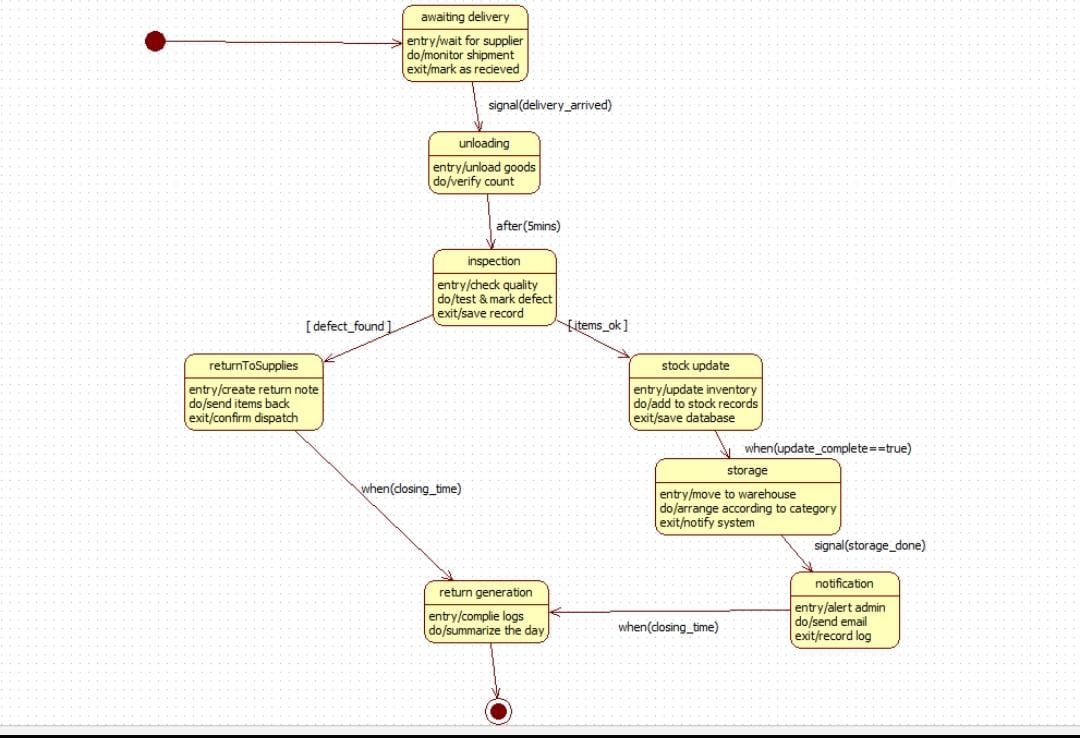 awaiting delivery
entry/wait for supplier
do/monitor shipment
exit/mark as recieved
signal(delivery_arrived)
unloading
entry/unload goods
do/verify count
after(5mins)
inspection
entry/check quality
do/test & mark defect
exit/save record
[ defect_found ]
[ items_ok ]
returnToSupplies
entry/create return note
do/send items back
exit/confirm dispatch
stock update
entry/update inventory
do/add to stock records
exit/save database
when(update_complete==true)
storage
entry/move to warehouse
do/arrange according to category
exit/notify system
when(closing_time)
signal(storage_done)
notification
entry/alert admin
do/send email
exit/record log
return generation
entry/complie logs
do/summarize the day
when(closing_time)